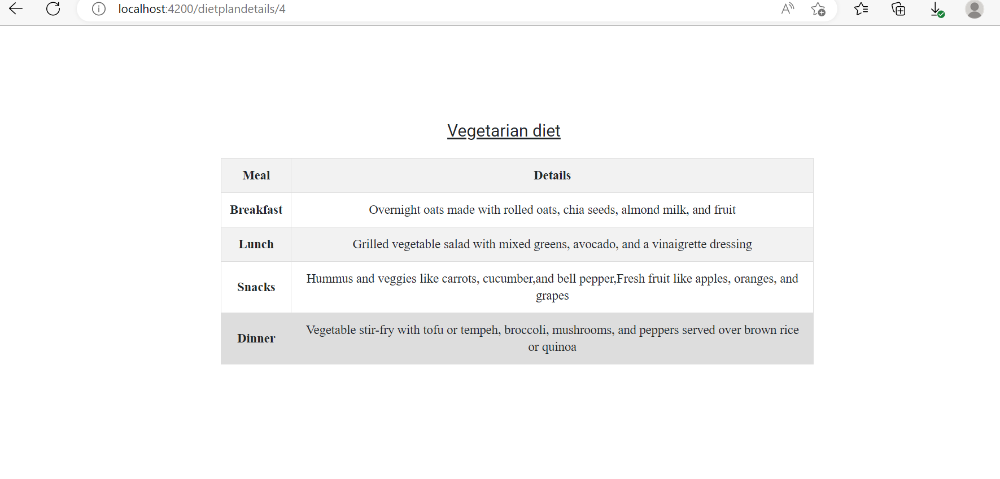 localhost:4200/dietplandetails/4
Vegetarian diet
Meal Details
Breakfast Overnight oats made with rolled oats, chia seeds, almond milk, and fruit
Lunch Grilled vegetable salad with mixed greens, avocado, and a vinaigrette dressing
Snacks Hummus and veggies like carrots, cucumber,and bell pepper,Fresh fruit like apples, oranges, and
grapes
Dinner Vegetable stir-fry with tofu or tempeh, broccoli, mushrooms, and peppers served over brown rice
or quinoa